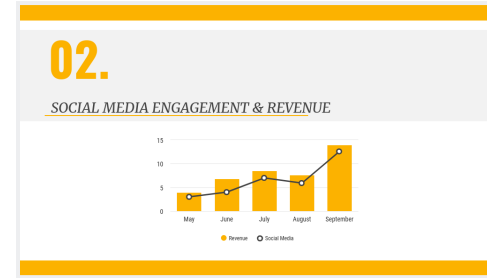 02.
SOCIAL MEDIA ENGAGEMENT & REVENUE
15
10
5
0
May June July August September
Revenue Social Media